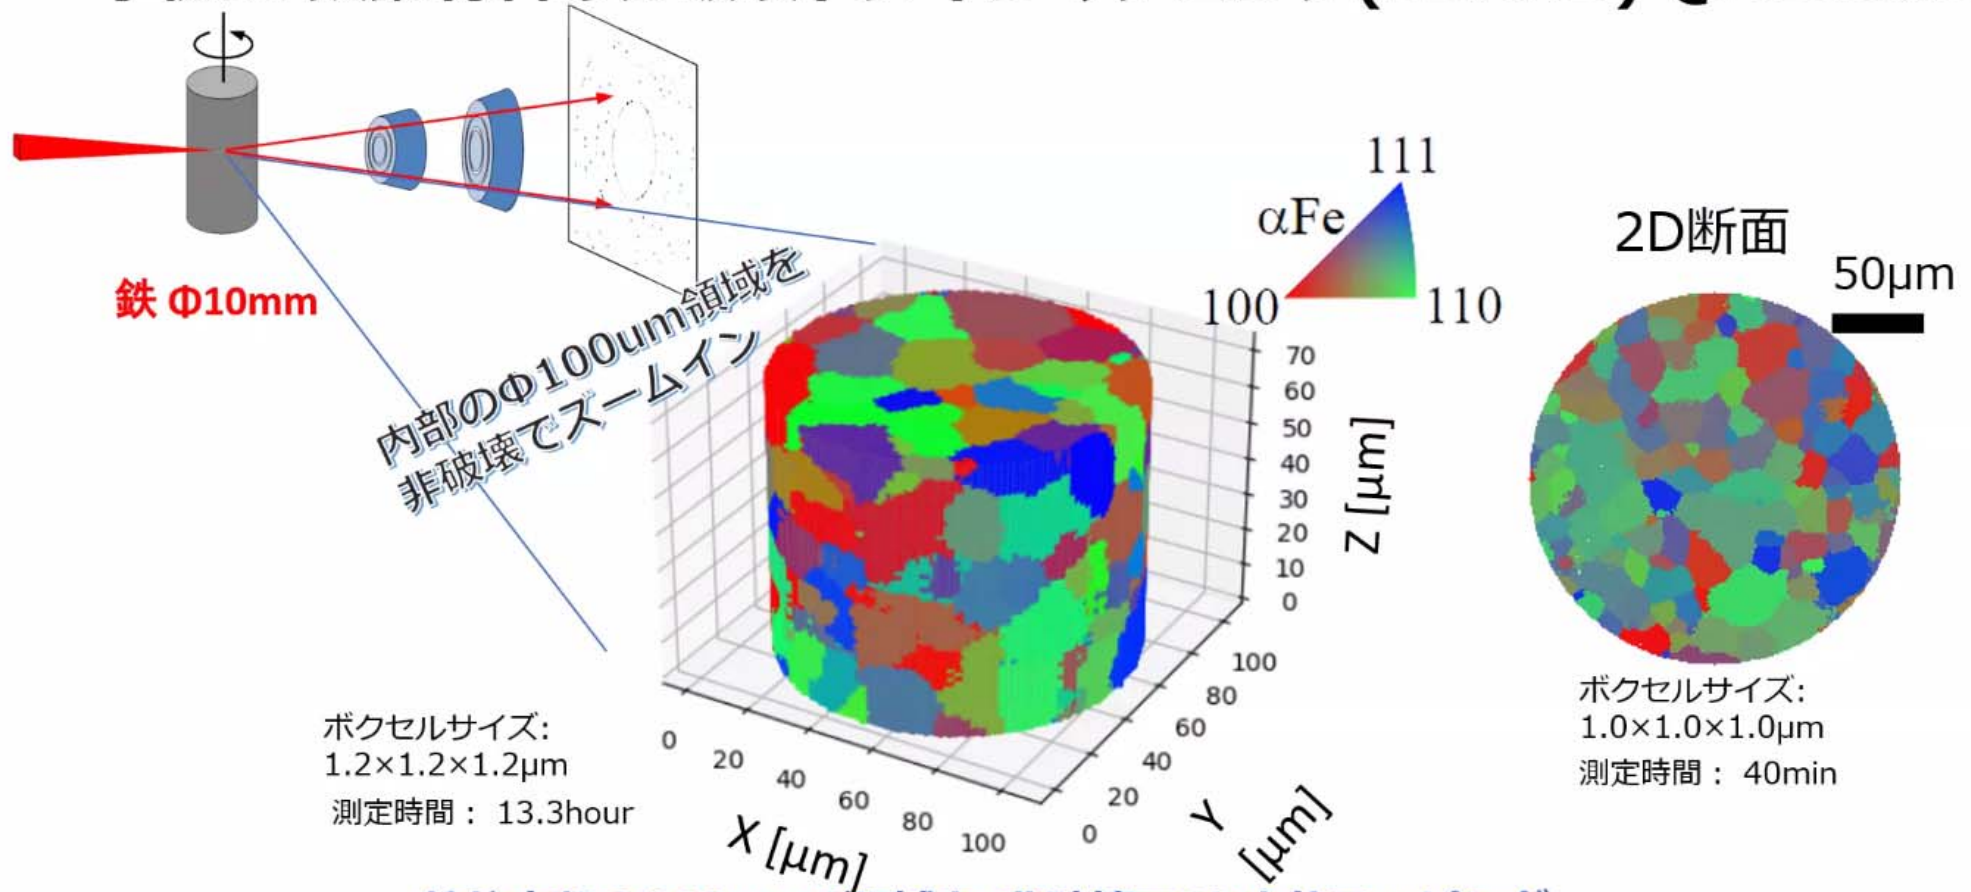 鉄 Φ10mm
内部のΦ100um領域を
非破壊でズームイン
ボクセルサイズ:
1.2×1.2×1.2μm
測定時間： 13.3hour
αFe
111
100
110
70
60
50
40
30
20
10
0
Z [μm]
100
80
60
40
20
0
Y
[μm]
0
20
40
60
80
100
X [μm]
2D断面
50μm
ボクセルサイズ:
1.0×1.0×1.0μm
測定時間： 40min